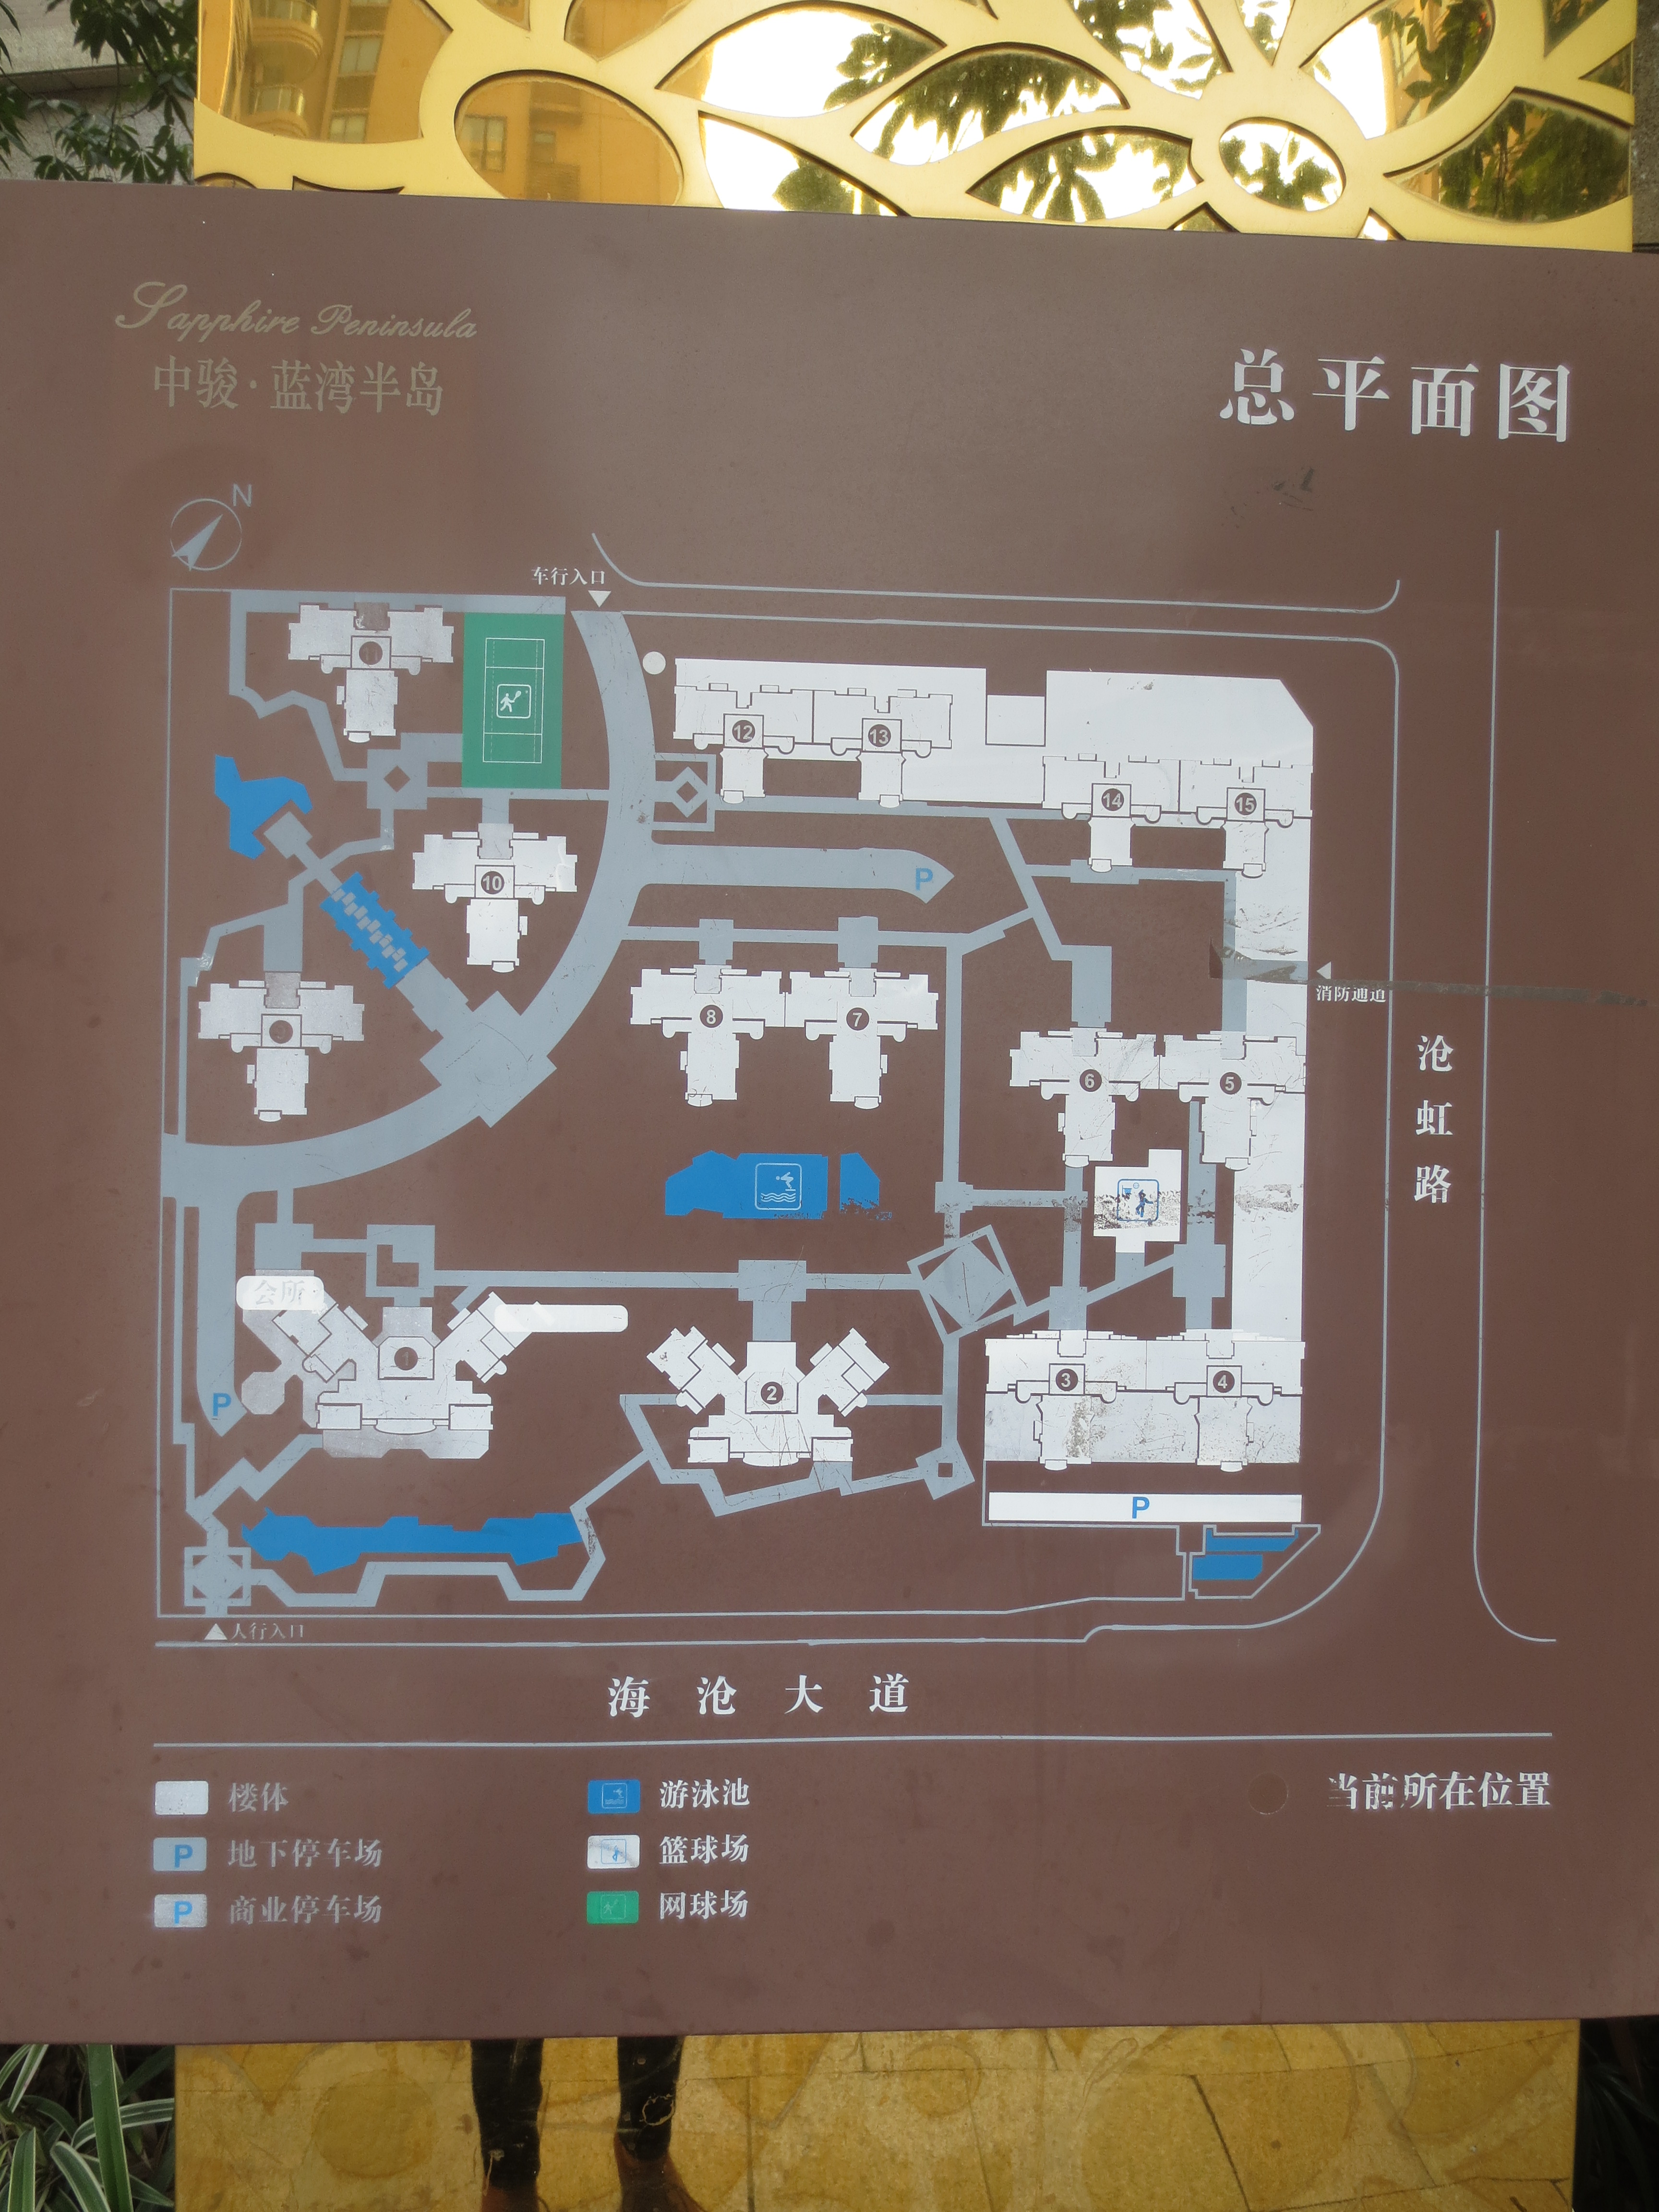 Sapphire Peninsula
中骏·蓝湾半岛
总平面图
N
车行入口
11
12
13
14
15
10
P
8
7
消防通道
6
5
沧虹路
会所
1
2
3
4
P
P
人行入口
海沧大道
楼体
游泳池
当前所在位置
P 地下停车场
篮球场
P 商业停车场
网球场